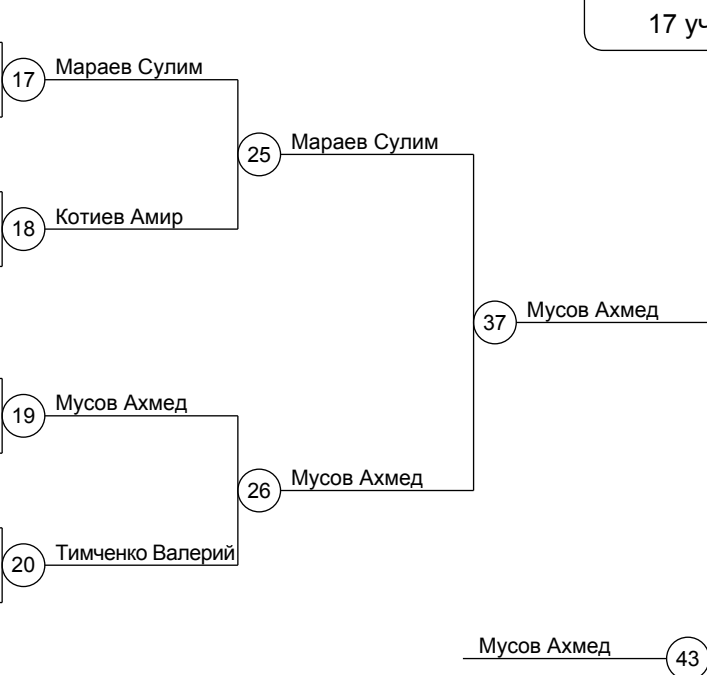 17 уч
17 Мараев Сулим
25 Мараев Сулим
18 Котиев Амир
37 Мусов Ахмед
19 Мусов Ахмед
26 Мусов Ахмед
20 Тимченко Валерий
Мусов Ахмед 43